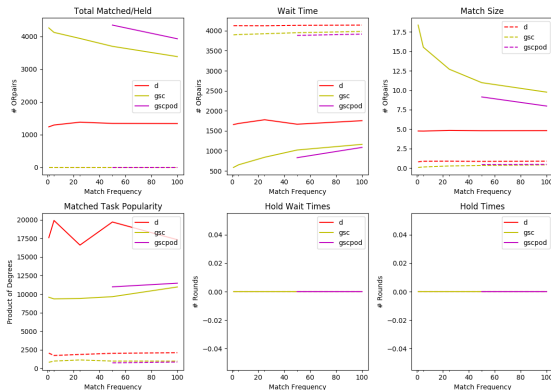 Total Matched/Held
# ORpairs
4000
3000
2000
1000
0
0 20 40 60 80 100
Match Frequency
d
gsc
gscpod
Wait Time
# ORpairs
4000
3500
3000
2500
2000
1500
1000
500
0 20 40 60 80 100
Match Frequency
d
gsc
gscpod
Match Size
# ORpairs
17.5
15.0
12.5
10.0
7.5
5.0
2.5
0.0
0 20 40 60 80 100
Match Frequency
d
gsc
gscpod
Matched Task Popularity
Product of Degrees
20000
17500
15000
12500
10000
7500
5000
2500
0
0 20 40 60 80 100
Match Frequency
d
gsc
gscpod
Hold Wait Times
# Rounds
0.04
0.02
0.00
−0.02
−0.04
0 20 40 60 80 100
Match Frequency
d
gsc
gscpod
Hold Times
# Rounds
0.04
0.02
0.00
−0.02
−0.04
0 20 40 60 80 100
Match Frequency
d
gsc
gscpod